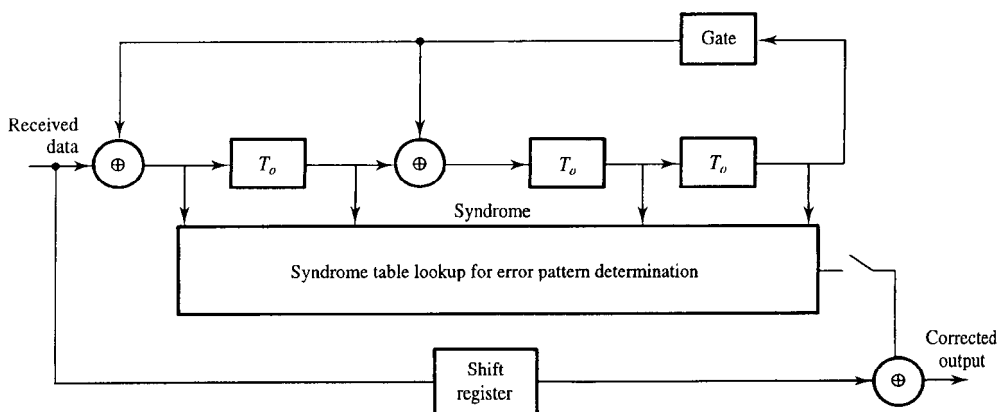 Gate
Received
data
⊕
T_o
⊕
T_o
T_o
Syndrome
Syndrome table lookup for error pattern determination
Shift
register
⊕
Corrected
output